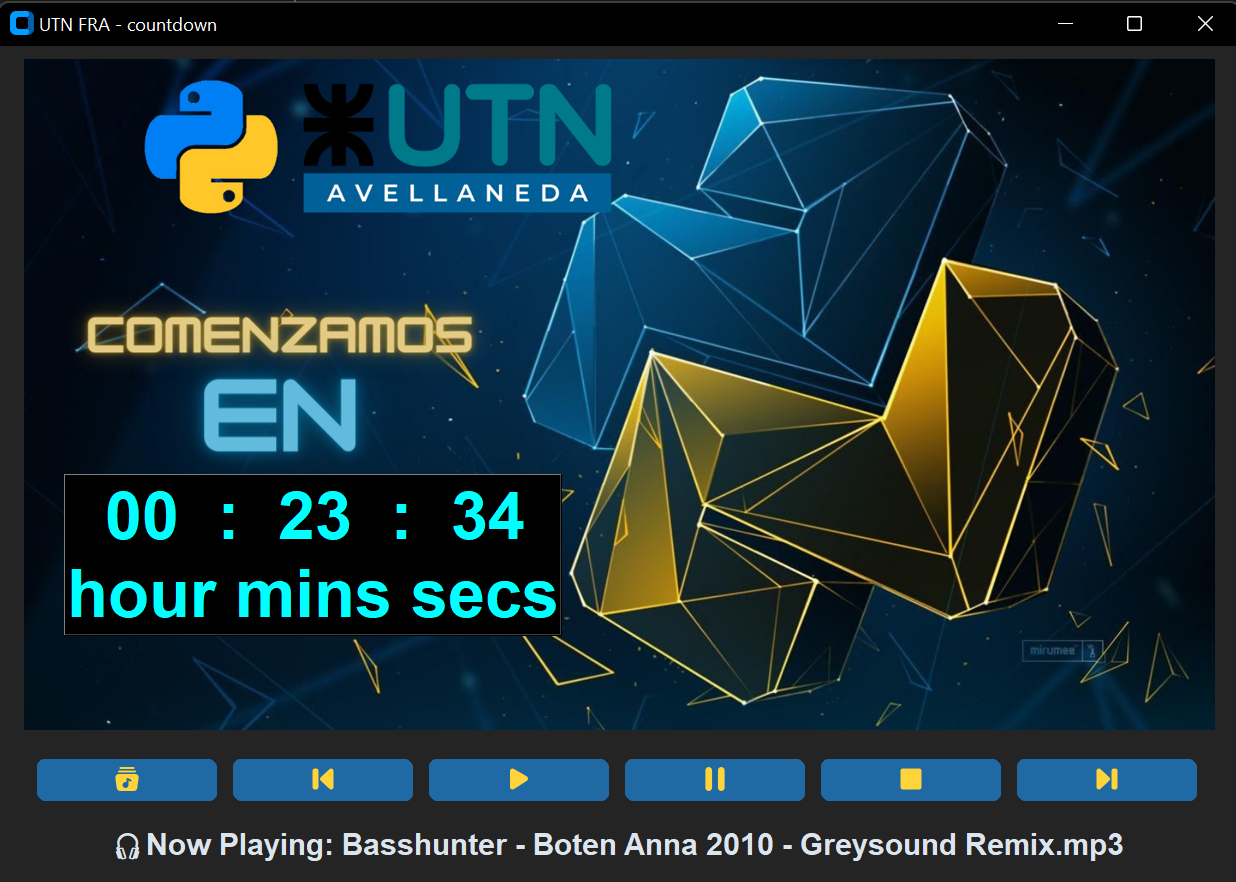 UTN FRA - countdown
UTN
AVELLANEDA
COMENZAMOS
EN
00 : 23 : 34
hour mins secs
mirumee
Now Playing: Basshunter - Boten Anna 2010 - Greysound Remix.mp3